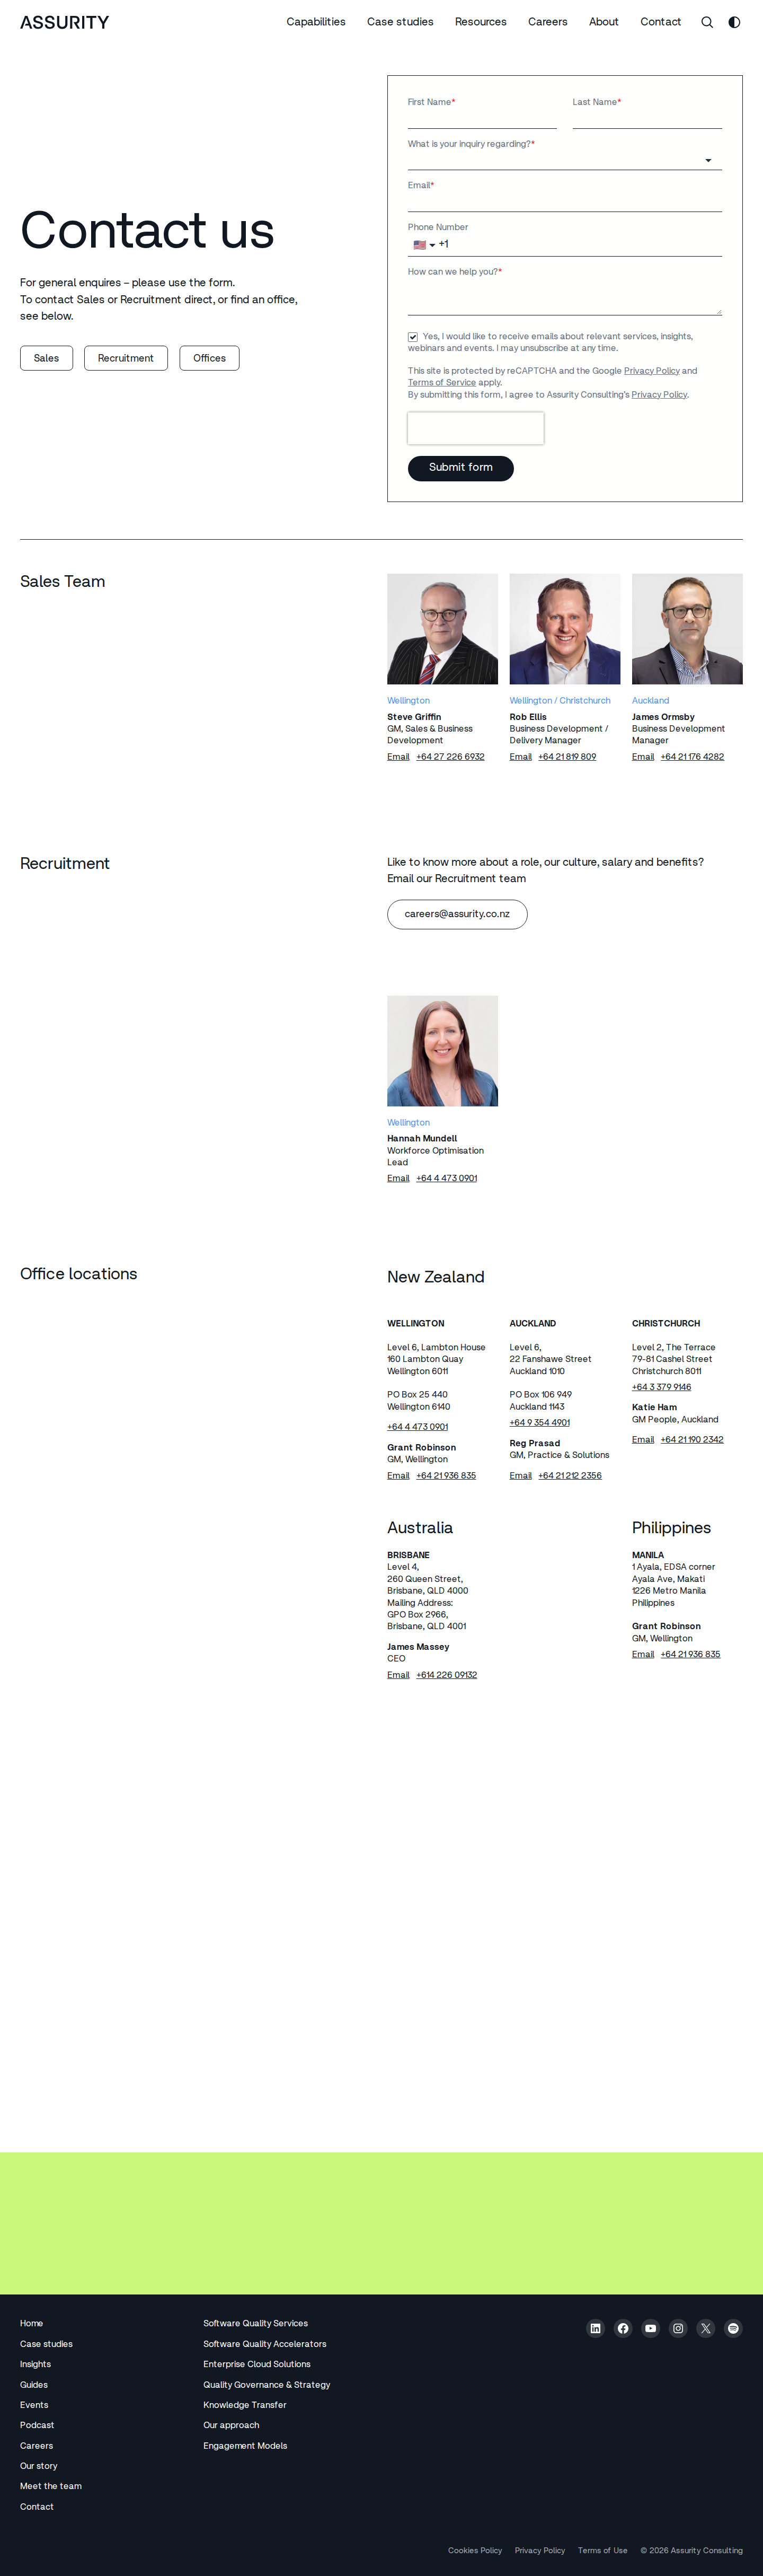 ASSURITY
Capabilities
Case studies
Resources
Careers
About
Contact
Contact us
For general enquires – please use the form.
To contact Sales or Recruitment direct, or find an office,
see below.
Sales
Recruitment
Offices
First Name*
Last Name*
What is your inquiry regarding?*
Email*
Phone Number
+1
How can we help you?*
Yes, I would like to receive emails about relevant services, insights,
webinars and events. I may unsubscribe at any time.
This site is protected by reCAPTCHA and the Google Privacy Policy and
Terms of Service apply.
By submitting this form, I agree to Assurity Consulting's Privacy Policy.
Submit form
Sales Team
Wellington
Steve Griffin
GM, Sales & Business
Development
Email +64 27 226 6932
Wellington / Christchurch
Rob Ellis
Business Development /
Delivery Manager
Email +64 21 819 809
Auckland
James Ormsby
Business Development
Manager
Email +64 21 176 4282
Recruitment
Like to know more about a role, our culture, salary and benefits?
Email our Recruitment team
careers@assurity.co.nz
Wellington
Hannah Mundell
Workforce Optimisation
Lead
Email +64 4 473 0901
Office locations
New Zealand
WELLINGTON
Level 6, Lambton House
160 Lambton Quay
Wellington 6011
PO Box 25 440
Wellington 6140
+64 4 473 0901
Grant Robinson
GM, Wellington
Email +64 21 936 835
AUCKLAND
Level 6,
22 Fanshawe Street
Auckland 1010
PO Box 106 949
Auckland 1143
+64 9 354 4901
Reg Prasad
GM, Practice & Solutions
Email +64 21 212 2356
CHRISTCHURCH
Level 2, The Terrace
79-81 Cashel Street
Christchurch 8011
+64 3 379 9146
Katie Ham
GM People, Auckland
Email +64 21 190 2342
Australia
BRISBANE
Level 4,
260 Queen Street,
Brisbane, QLD 4000
Mailing Address:
GPO Box 2966,
Brisbane, QLD 4001
James Massey
CEO
Email +614 226 09132
Philippines
MANILA
1 Ayala, EDSA corner
Ayala Ave, Makati
1226 Metro Manila
Philippines
Grant Robinson
GM, Wellington
Email +64 21 936 835
Home
Case studies
Insights
Guides
Events
Podcast
Careers
Our story
Meet the team
Contact
Software Quality Services
Software Quality Accelerators
Enterprise Cloud Solutions
Quality Governance & Strategy
Knowledge Transfer
Our approach
Engagement Models
Cookies Policy
Privacy Policy
Terms of Use
© 2026 Assurity Consulting